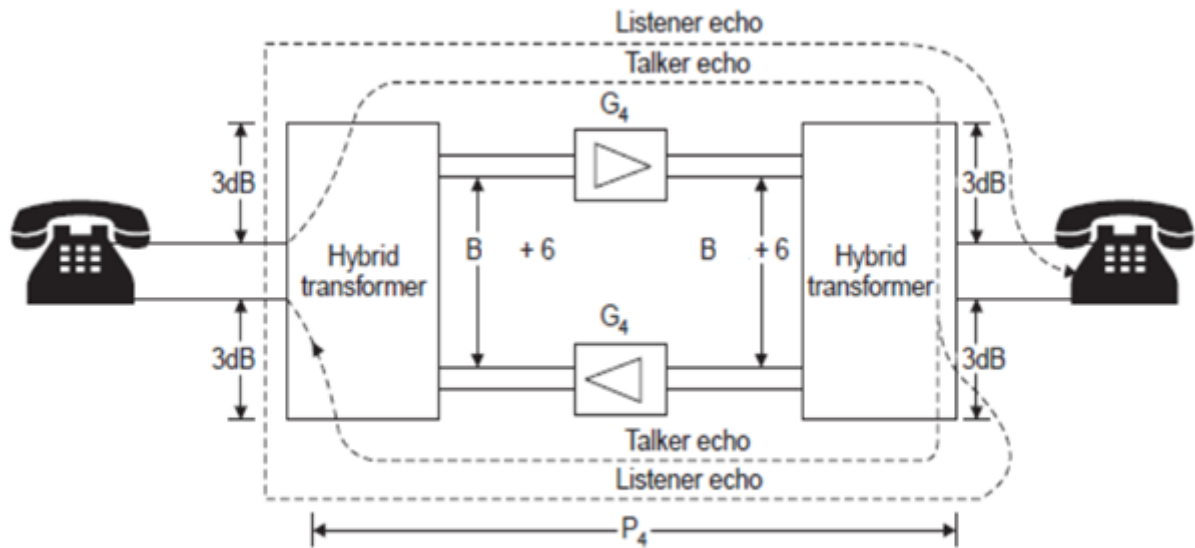 Listener echo
Talker echo
G4
3dB
3dB
B + 6
B + 6
Hybrid
transformer
Hybrid
transformer
G4
3dB
3dB
Talker echo
Listener echo
P4